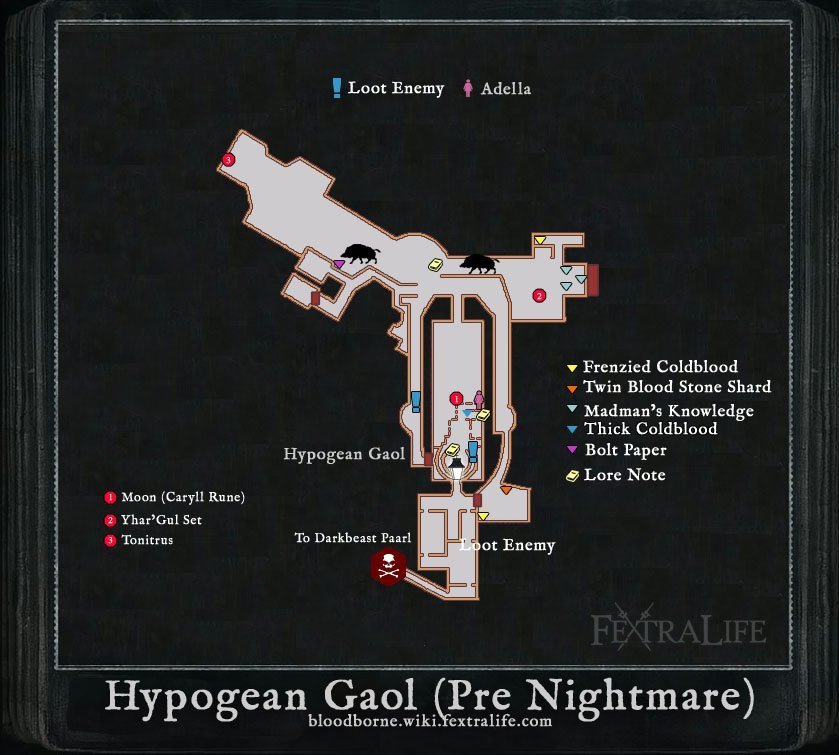 Loot Enemy
Adella
3
2
Frenzied Coldblood
Twin Blood Stone Shard
Madman's Knowledge
Thick Coldblood
Bolt Paper
Lore Note
1
Hypogean Gaol
1 Moon (Caryll Rune)
2 Yhar'Gul Set
3 Tonitrus
To Darkbeast Paarl
Loot Enemy
FEXTRALIFE
Hypogean Gaol (Pre Nightmare)
bloodborne.wiki.fextralife.com